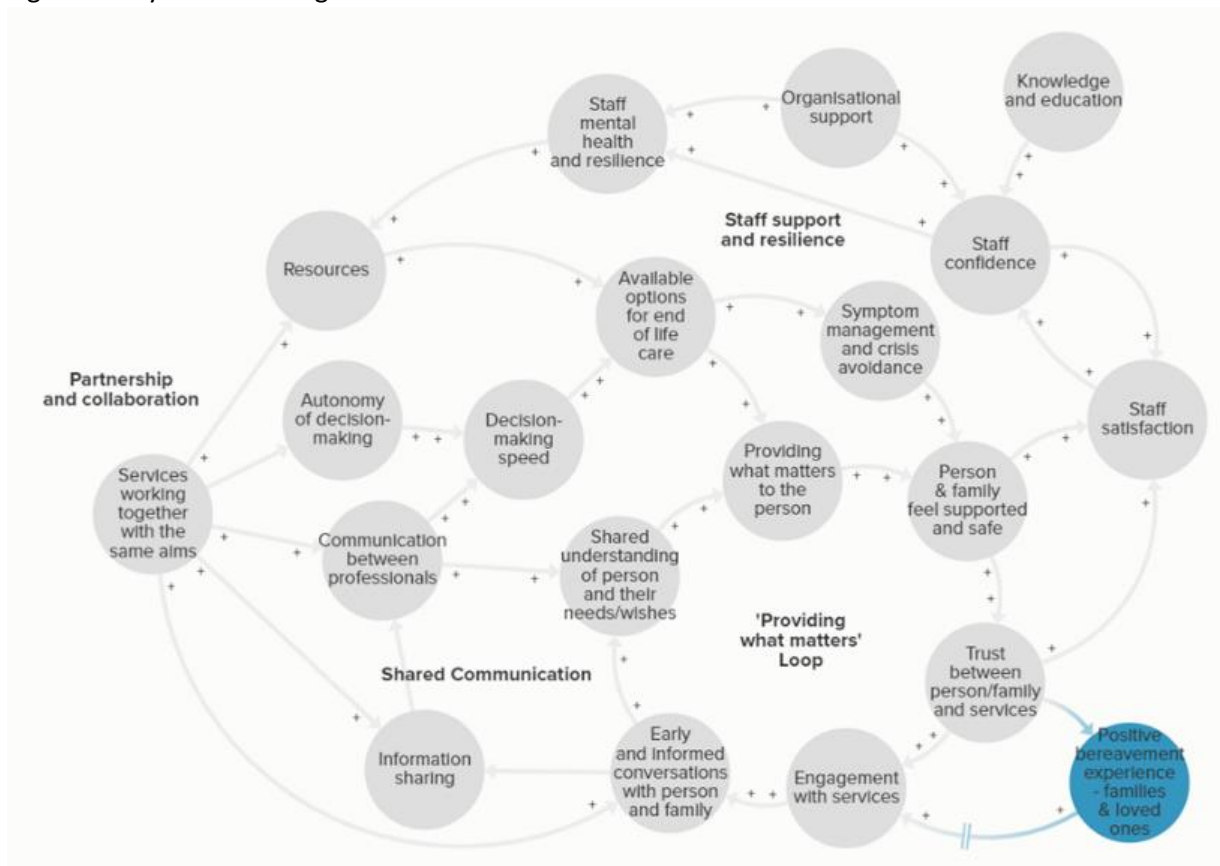 Knowledge
and education
Organisational
support
Staff
mental
health
and resilience
Staff support
and resilience
Staff
confidence
Resources
Available
options
for end
of life
care
Symptom
management
and crisis
avoidance
Partnership
and collaboration
Autonomy
of decision-
making
Decision-
making
speed
Staff
satisfaction
Providing
what matters
to the
person
Person
& family
feel supported
and safe
Services
working
together
with the
same aims
Communication
between
professionals
Shared
understanding
of person
and their
needs/wishes
'Providing
what matters'
Loop
Shared Communication
Trust
between
person/family
and services
Information
sharing
Early
and informed
conversations
with person
and family
Engagement
with services
Positive
bereavement
experience
- families
& loved
ones